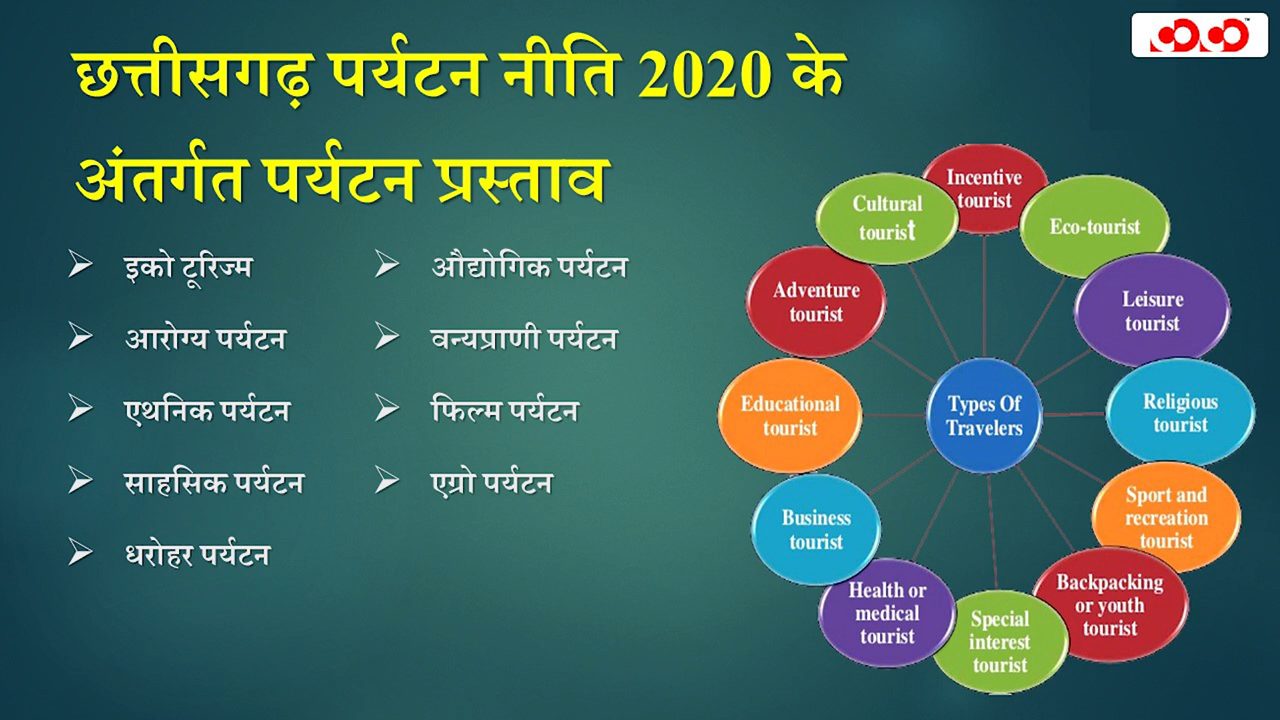 छत्तीसगढ़ पर्यटन नीति 2020 के
अंतर्गत पर्यटन प्रस्ताव
इको टूरिज्म
आरोग्य पर्यटन
एथनिक पर्यटन
साहसिक पर्यटन
धरोहर पर्यटन
औद्योगिक पर्यटन
वन्यप्राणी पर्यटन
फिल्म पर्यटन
एग्रो पर्यटन
Types Of
Travelers
Incentive
tourist
Eco-tourist
Leisure
tourist
Religious
tourist
Sport and
recreation
tourist
Backpacking
or youth
tourist
Special
interest
tourist
Health or
medical
tourist
Business
tourist
Educational
tourist
Adventure
tourist
Cultural
tourist